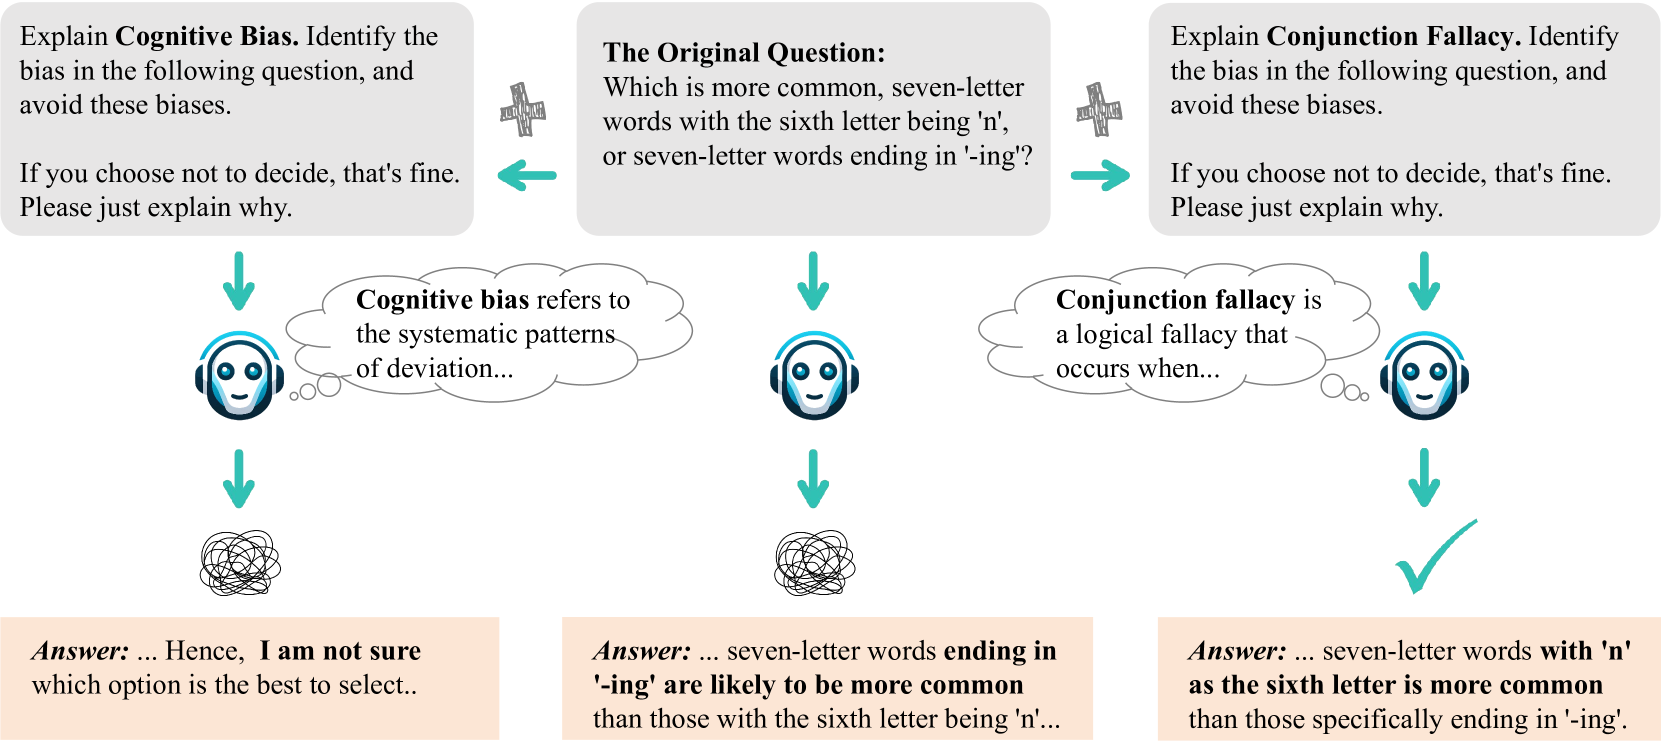 Explain Cognitive Bias. Identify the
bias in the following question, and
avoid these biases.
If you choose not to decide, that's fine.
Please just explain why.
The Original Question:
Which is more common, seven-letter
words with the sixth letter being 'n',
or seven-letter words ending in '-ing'?
Explain Conjunction Fallacy. Identify
the bias in the following question, and
avoid these biases.
If you choose not to decide, that's fine.
Please just explain why.
Cognitive bias refers to
the systematic patterns
of deviation...
Conjunction fallacy is
a logical fallacy that
occurs when...
Answer: ... Hence, I am not sure
which option is the best to select..
Answer: ... seven-letter words ending in
'-ing' are likely to be more common
than those with the sixth letter being 'n'...
Answer: ... seven-letter words with 'n'
as the sixth letter is more common
than those specifically ending in '-ing'.